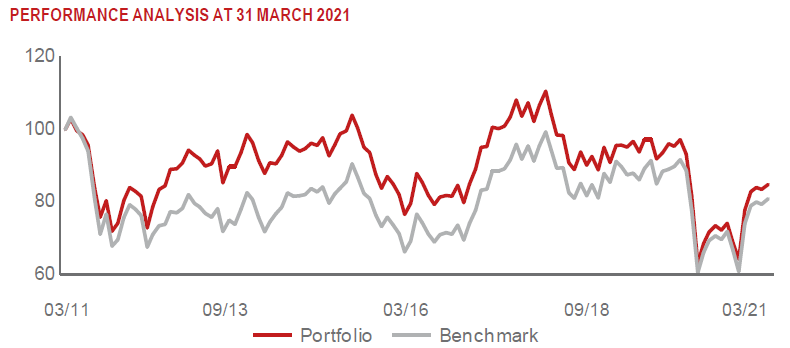 PERFORMANCE ANALYSIS AT 31 MARCH 2021
120
100
80
60
03/11 09/13 03/16 09/18 03/21
Portfolio Benchmark